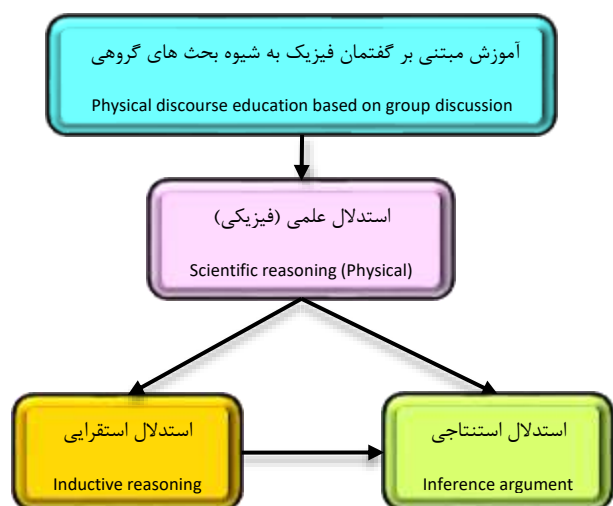 آموزش مبتنی بر گفتمان فیزیک به شیوه بحث های گروهی
Physical discourse education based on group discussion
استدلال علمی (فیزیکی)
Scientific reasoning (Physical)
استدلال استقرایی
Inductive reasoning
استدلال استنتاجی
Inference argument